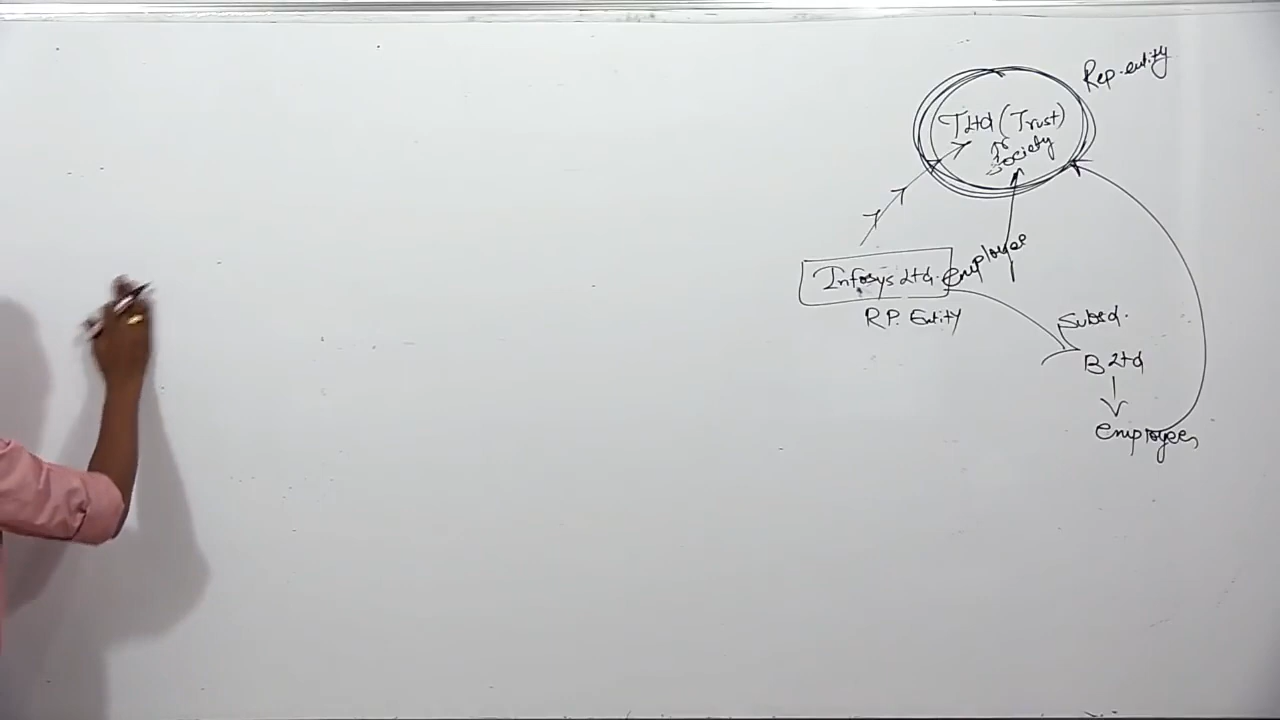 Rep. entity
T Ltd (Trust)
Society
Infosys Ltd. employee
R.P. Entity
Subsd.
B Ltd
employees